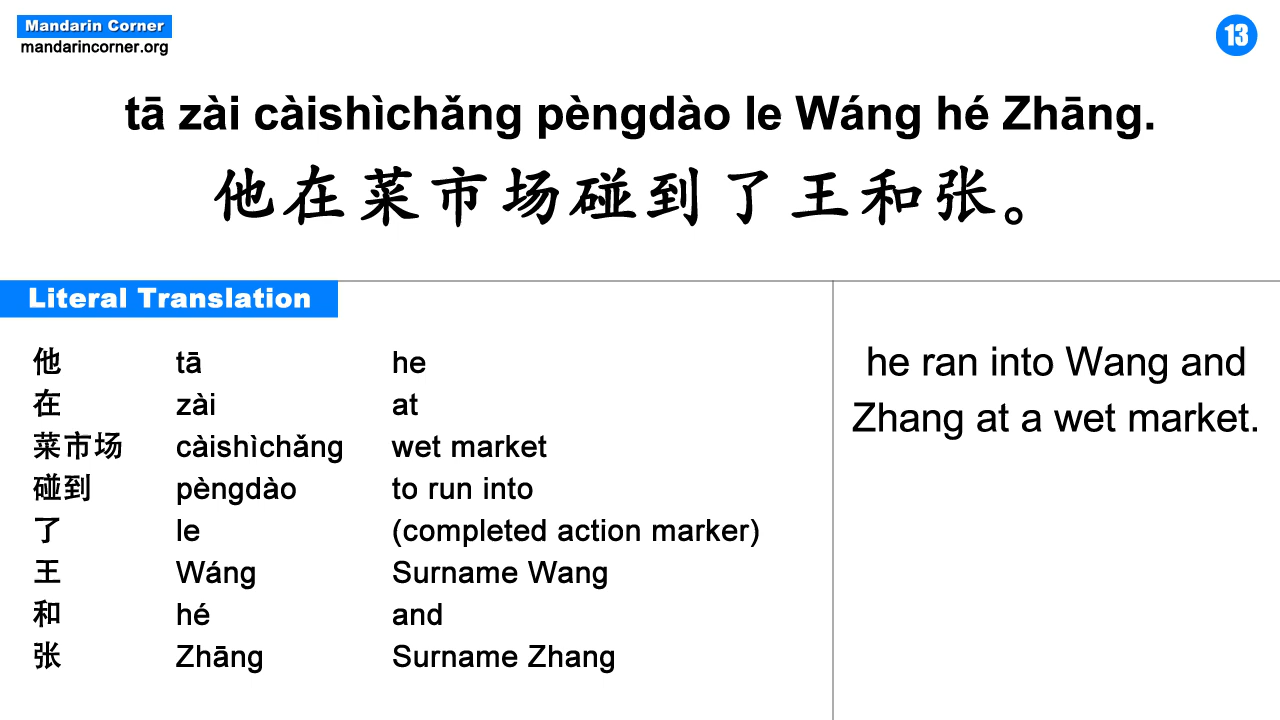 Mandarin Corner
mandarincorner.org
13
tā zài càishìchǎng pèngdào le Wáng hé Zhāng.
他在菜市场碰到了王和张。
Literal Translation
他 tā he
在 zài at
菜市场 càishìchǎng wet market
碰到 pèngdào to run into
了 le (completed action marker)
王 Wáng Surname Wang
和 hé and
张 Zhāng Surname Zhang
he ran into Wang and
Zhang at a wet market.